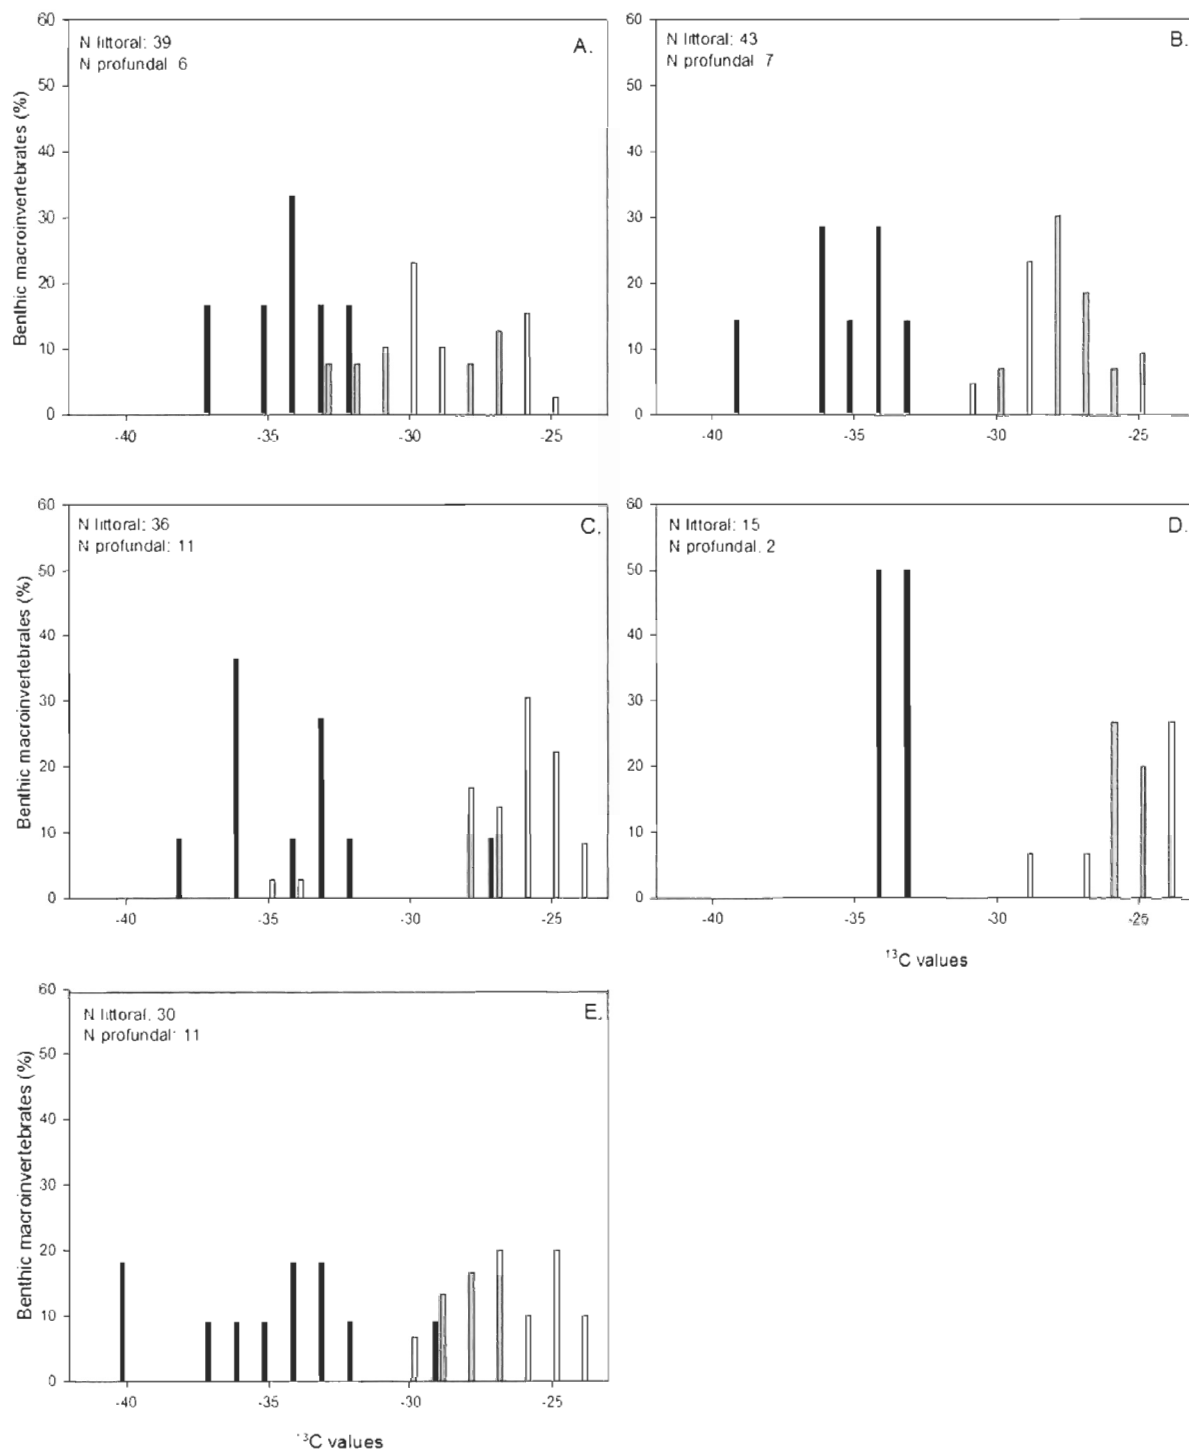 60
50
40
30
20
10
0
Benthic macroinvertebrates (%)
N littoral: 39
N profundal 6
A.
-40
-35
-30
-25
60
50
40
30
20
10
0
N littoral: 43
N profundal 7
B.
-40
-35
-30
-25
60
50
40
30
20
10
0
Benthic macroinvertebrates (%)
N littoral: 36
N profundal: 11
C.
-40
-35
-30
-25
60
50
40
30
20
10
0
N littoral: 15
N profundal. 2
D.
-40
-35
-30
-25
¹³C values
60
50
40
30
20
10
0
Benthic macroinvertebrates (%)
N littoral. 30
N profundal: 11
E.
-40
-35
-30
-25
¹³C values